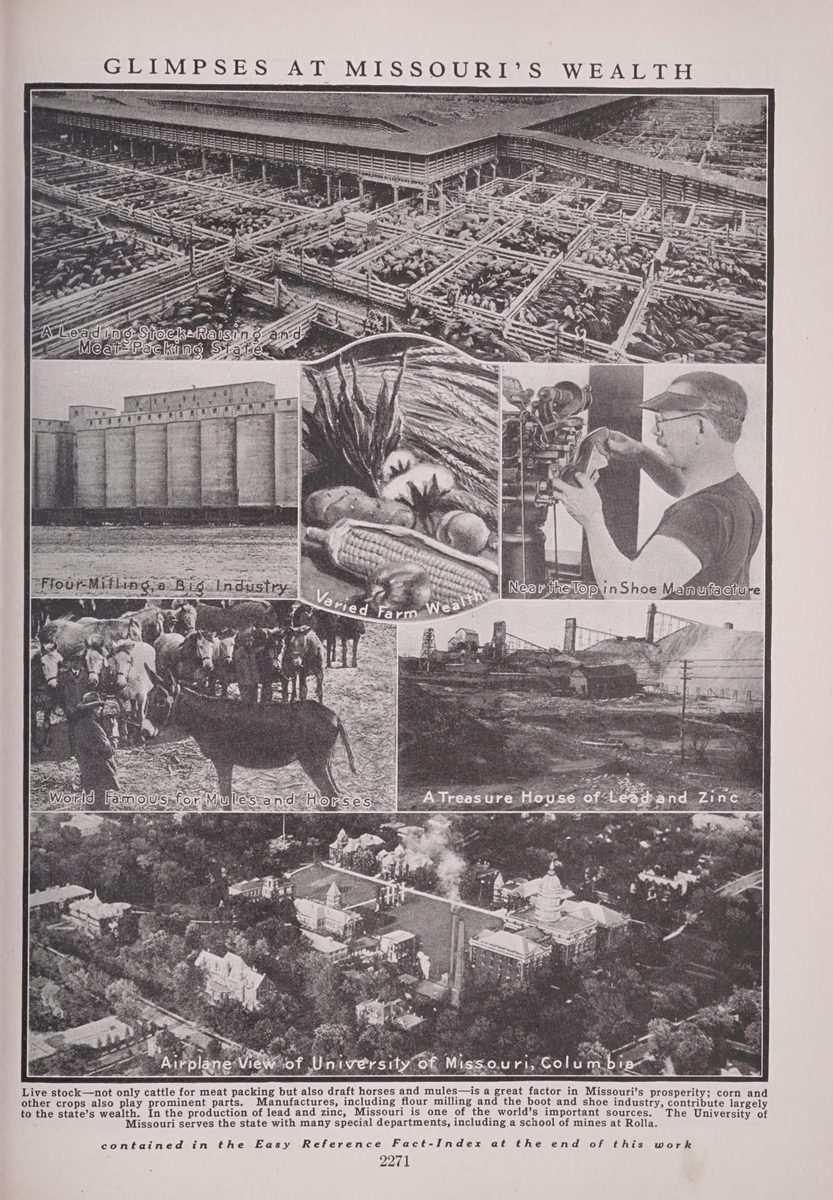 GLIMPSES AT MISSOURI'S WEALTH
A Leading Stock-Raising and
Meat-Packing State
Flour-Milling, a Big Industry
Varied Farm Wealth
Near the Top in Shoe Manufacture
World Famous for Mules and Horses
A Treasure House of Lead and Zinc
Airplane View of University of Missouri, Columbia
Live stock—not only cattle for meat packing but also draft horses and mules—is a great factor in Missouri's prosperity; corn and
other crops also play prominent parts. Manufactures, including flour milling and the boot and shoe industry, contribute largely
to the state's wealth. In the production of lead and zinc, Missouri is one of the world's important sources. The University of
Missouri serves the state with many special departments, including a school of mines at Rolla.
contained in the Easy Reference Fact-Index at the end of this work
2271